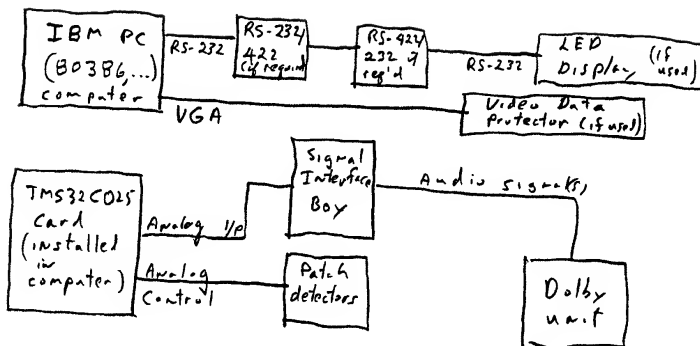 IBM PC
(80386,...)
computer
RS-232
RS-232/
422
(if required)
RS-422/
232 if
req'd
RS-232
LED
Display (if
used)
VGA
Video Data
Protector (if used)
TMS32C025
Card
(installed
in
computer)
Analog I/P
Analog
Control
Signal
Interface
Box
Patch
detectors
Audio signals,
Dolby
unit